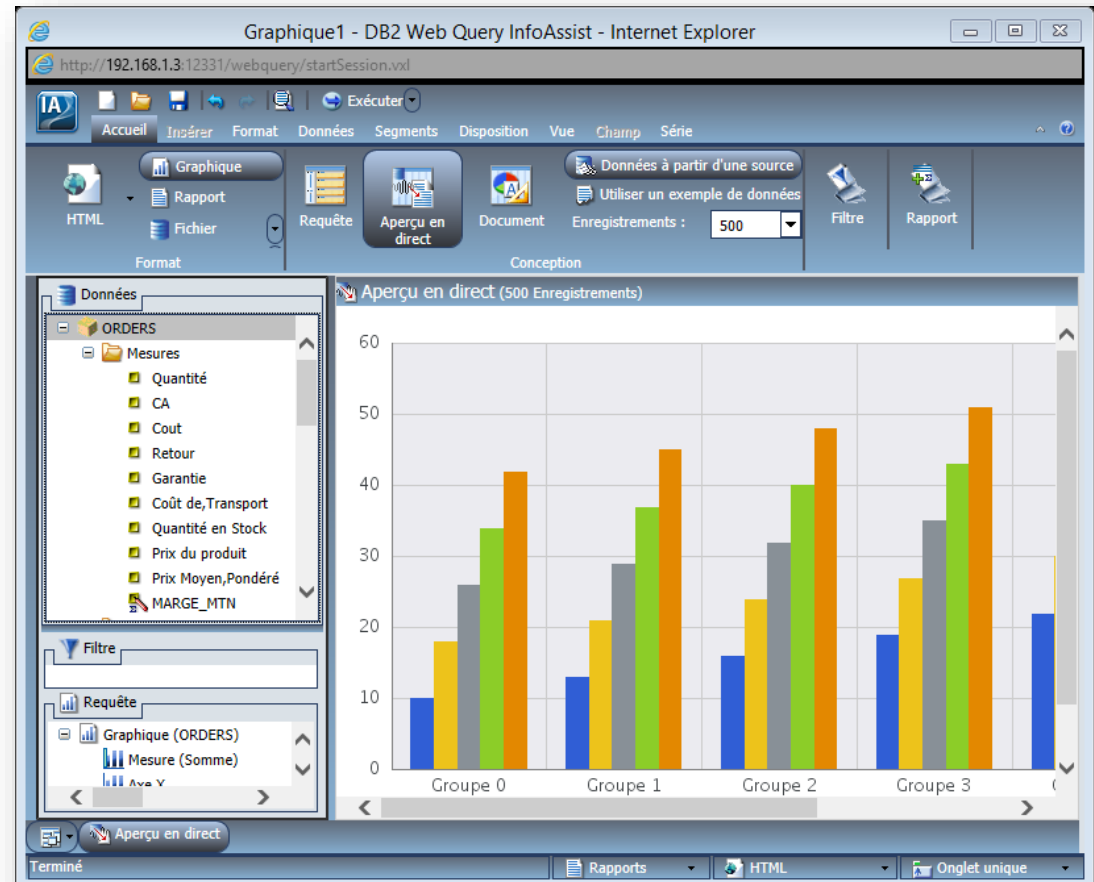 Graphique1 - DB2 Web Query InfoAssist - Internet Explorer
http://192.168.1.3:12331/webquery/startSession.vxl
IA
Exécuter
Accueil Insérer Format Données Segments Disposition Vue Champ Série
HTML
Graphique
Rapport
Fichier
Format
Requête
Aperçu en direct
Document
Données à partir d'une source
Utiliser un exemple de données
Enregistrements : 500
Conception
Filtre
Rapport
Données
ORDERS
Mesures
Quantité
CA
Cout
Retour
Garantie
Coût de,Transport
Quantité en Stock
Prix du produit
Prix Moyen,Pondéré
MARGE_MTN
Filtre
Requête
Graphique (ORDERS)
Mesure (Somme)
Axe X
Aperçu en direct (500 Enregistrements)
60
50
40
30
20
10
0
Groupe 0 Groupe 1 Groupe 2 Groupe 3
Aperçu en direct
Terminé
Rapports
HTML
Onglet unique